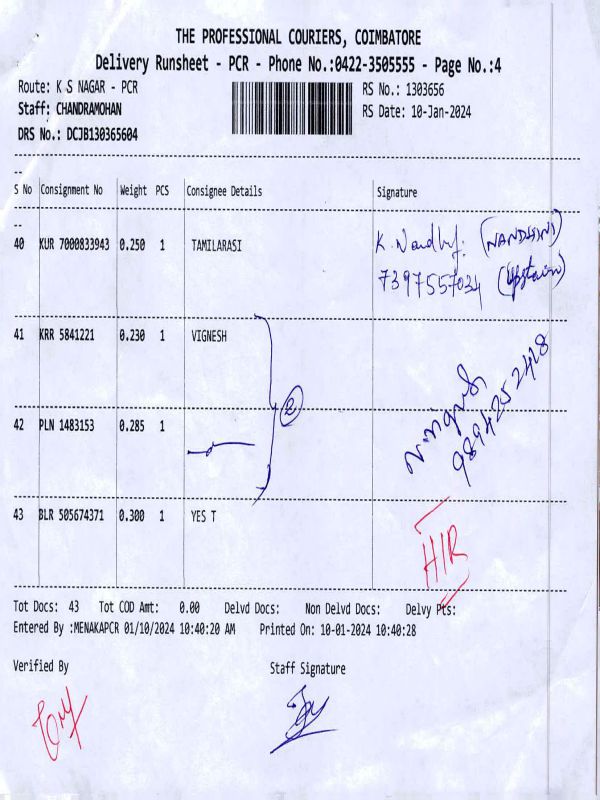 THE PROFESSIONAL COURIERS, COIMBATORE
Delivery Runsheet - PCR - Phone No.:0422-3505555 - Page No.:4
Route: K S NAGAR - PCR RS No.: 1303656
Staff: CHANDRAMOHAN RS Date: 10-Jan-2024
DRS No.: DCJB130365604
S No Consignment No Weight PCS Consignee Details Signature
40 KUR 7000833943 0.250 1 TAMILARASI K. (NANDHINI)
7397557034 (Upstairs)
41 KRR 5841221 0.230 1 VIGNESH
2
42 PLN 1483153 0.285 1
9894252428
43 BLR 505674371 0.300 1 YES T
HIR
Tot Docs: 43 Tot COD Amt: 0.00 Delvd Docs: Non Delvd Docs: Delvy Pts:
Entered By :MENAKAPCR 01/10/2024 10:40:20 AM Printed On: 10-01-2024 10:40:28
Verified By Staff Signature